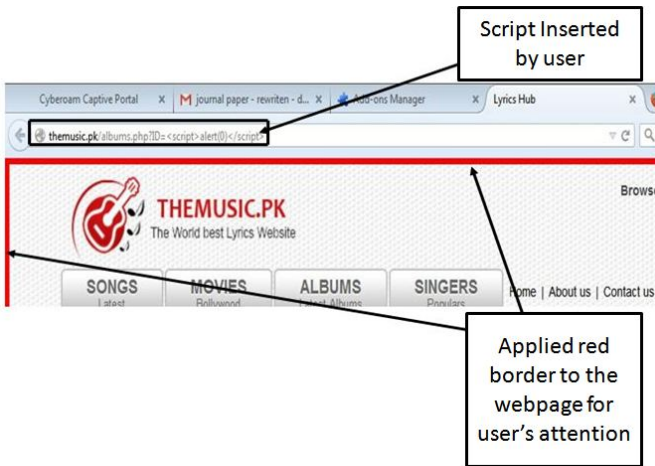 Script Inserted
by user
Cyberoam Captive Portal x M journal paper - rewriten - d... x Add-ons Manager x Lyrics Hub x
themusic.pk/albums.php?ID=<script>alert(0)</script>
Browse
THEMUSIC.PK
The World best Lyrics Website
SONGS MOVIES ALBUMS SINGERS Home | About us | Contact us
Latest Bollywood Latest Albums Populars
Applied red
border to the
webpage for
user's attention